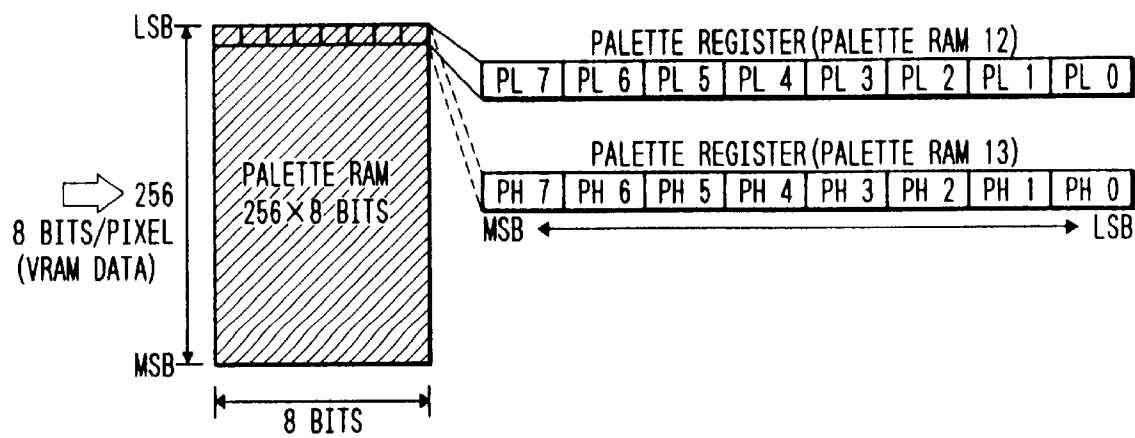 LSB
PALETTE REGISTER(PALETTE RAM 12)
PL 7 PL 6 PL 5 PL 4 PL 3 PL 2 PL 1 PL 0
PALETTE REGISTER(PALETTE RAM 13)
PH 7 PH 6 PH 5 PH 4 PH 3 PH 2 PH 1 PH 0
MSB LSB
PALETTE RAM
256×8 BITS
256
8 BITS/PIXEL
(VRAM DATA)
MSB
8 BITS